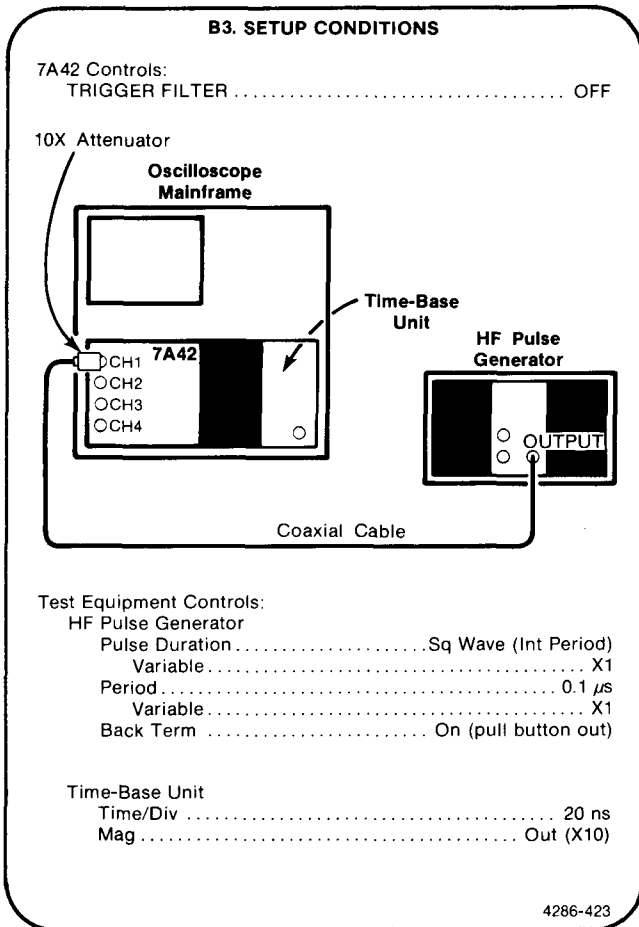 B3. SETUP CONDITIONS
7A42 Controls:
TRIGGER FILTER .................................. OFF
10X Attenuator
Oscilloscope
Mainframe
Time-Base
Unit
HF Pulse
Generator
7A42
CH1
CH2
CH3
CH4
OUTPUT
Coaxial Cable
Test Equipment Controls:
HF Pulse Generator
Pulse Duration .................... Sq Wave (Int Period)
Variable ...................................... X1
Period ........................................ 0.1 μs
Variable ...................................... X1
Back Term ...................... On (pull button out)
Time-Base Unit
Time/Div ...................................... 20 ns
Mag ...................................... Out (X10)
4286-423